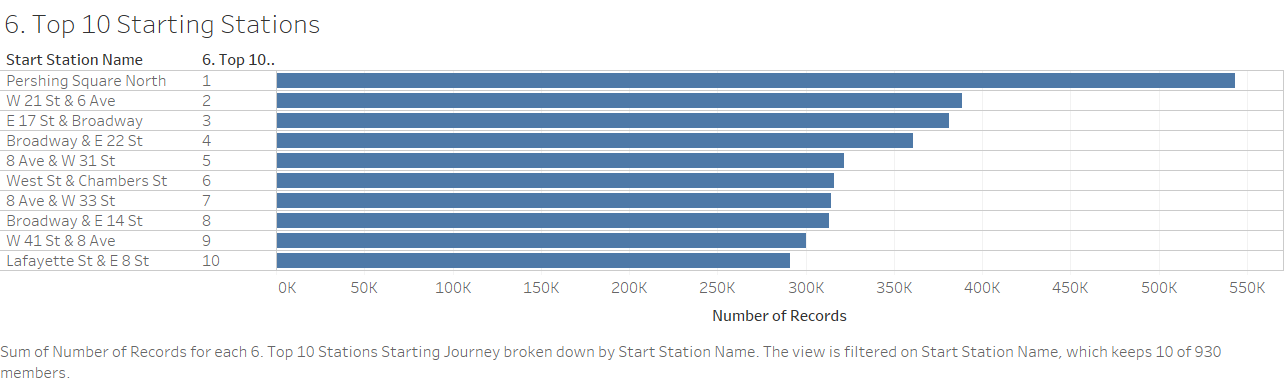 6. Top 10 Starting Stations
Start Station Name 6. Top 10..
Pershing Square North 1
W 21 St & 6 Ave 2
E 17 St & Broadway 3
Broadway & E 22 St 4
8 Ave & W 31 St 5
West St & Chambers St 6
8 Ave & W 33 St 7
Broadway & E 14 St 8
W 41 St & 8 Ave 9
Lafayette St & E 8 St 10
0K 50K 100K 150K 200K 250K 300K 350K 400K 450K 500K 550K
Number of Records
Sum of Number of Records for each 6. Top 10 Stations Starting Journey broken down by Start Station Name. The view is filtered on Start Station Name, which keeps 10 of 930
members.